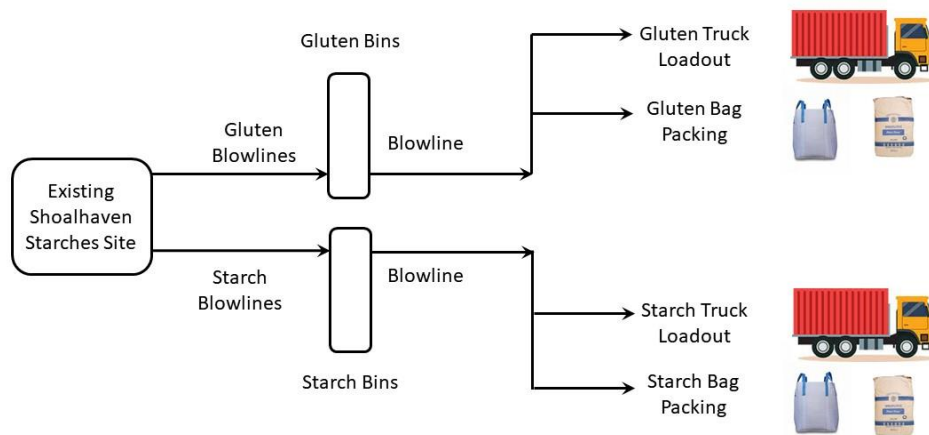 Gluten Bins
Gluten Truck
Loadout
Gluten
Blowlines
Blowline
Gluten Bag
Packing
Existing
Shoalhaven
Starches Site
Starch
Blowlines
Blowline
Starch Truck
Loadout
Starch Bins
Starch Bag
Packing